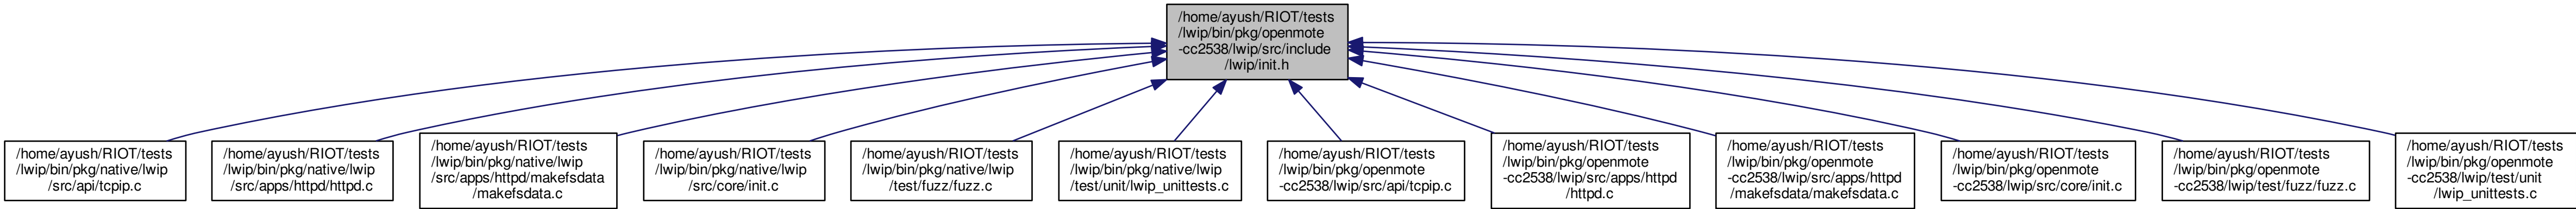 /home/ayush/RIOT/tests
/lwip/bin/pkg/openmote
-cc2538/lwip/src/include
/lwip/init.h
/home/ayush/RIOT/tests
/lwip/bin/pkg/native/lwip
/src/api/tcpip.c
/home/ayush/RIOT/tests
/lwip/bin/pkg/native/lwip
/src/apps/httpd/httpd.c
/home/ayush/RIOT/tests
/lwip/bin/pkg/native/lwip
/src/apps/httpd/makefsdata
/makefsdata.c
/home/ayush/RIOT/tests
/lwip/bin/pkg/native/lwip
/src/core/init.c
/home/ayush/RIOT/tests
/lwip/bin/pkg/native/lwip
/test/fuzz/fuzz.c
/home/ayush/RIOT/tests
/lwip/bin/pkg/native/lwip
/test/unit/lwip_unittests.c
/home/ayush/RIOT/tests
/lwip/bin/pkg/openmote
-cc2538/lwip/src/api/tcpip.c
/home/ayush/RIOT/tests
/lwip/bin/pkg/openmote
-cc2538/lwip/src/apps/httpd
/httpd.c
/home/ayush/RIOT/tests
/lwip/bin/pkg/openmote
-cc2538/lwip/src/apps/httpd
/makefsdata/makefsdata.c
/home/ayush/RIOT/tests
/lwip/bin/pkg/openmote
-cc2538/lwip/src/core/init.c
/home/ayush/RIOT/tests
/lwip/bin/pkg/openmote
-cc2538/lwip/test/fuzz/fuzz.c
/home/ayush/RIOT/tests
/lwip/bin/pkg/openmote
-cc2538/lwip/test/unit
/lwip_unittests.c